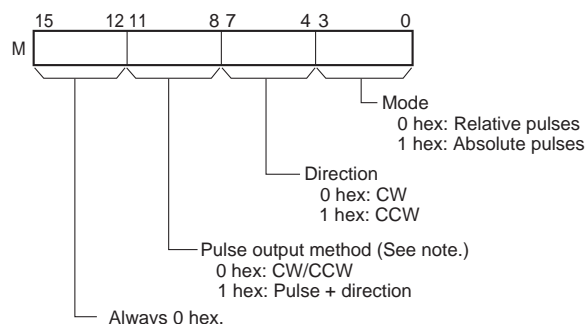 15 12 11 8 7 4 3 0
M
Mode
0 hex: Relative pulses
1 hex: Absolute pulses
Direction
0 hex: CW
1 hex: CCW
Pulse output method (See note.)
0 hex: CW/CCW
1 hex: Pulse + direction
Always 0 hex.